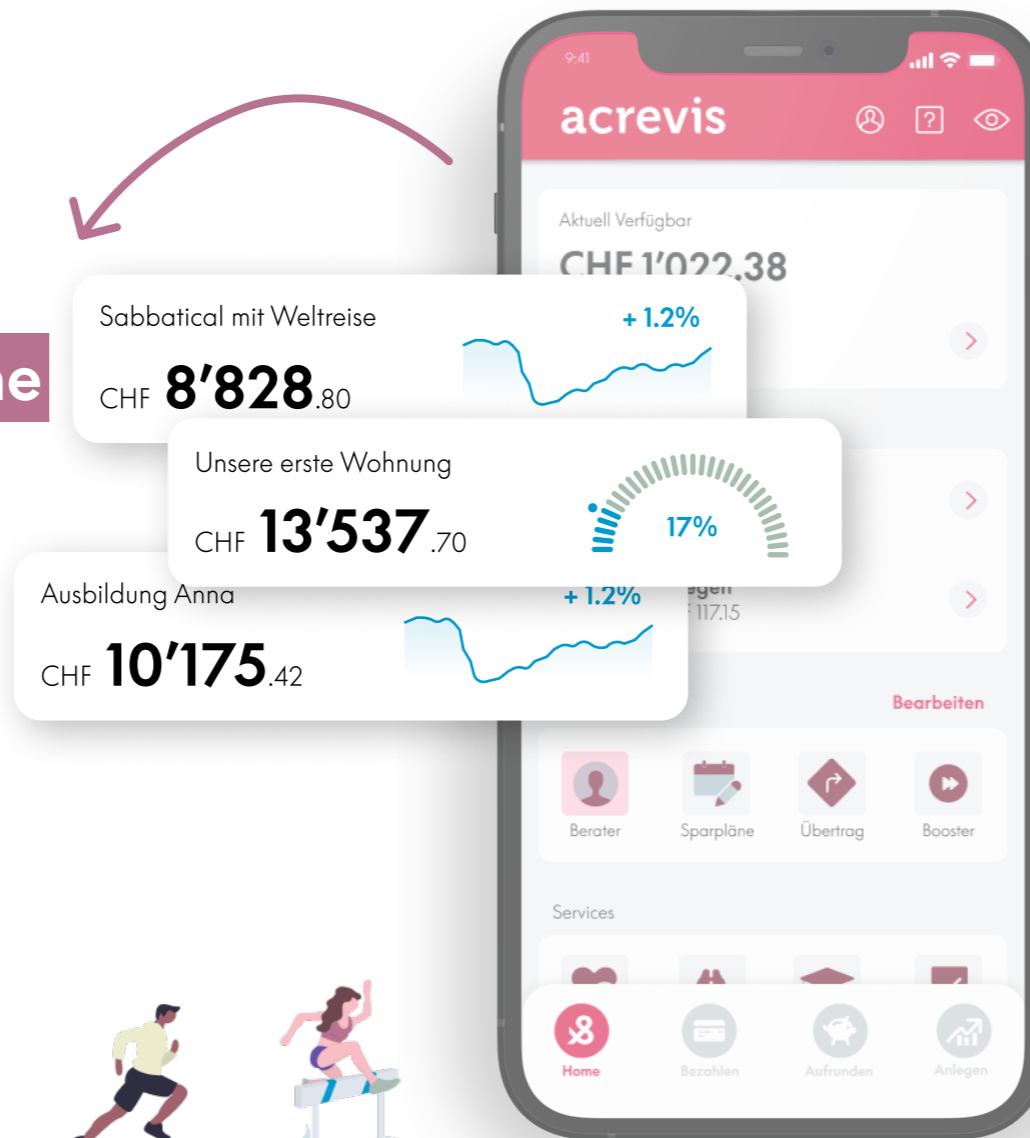 9:41
acrevis
Aktuell Verfügbar
CHF 1’022.38
Sabbatical mit Weltreise
+ 1.2%
CHF 8’828.80
Unsere erste Wohnung
CHF 13’537.70
17%
Ausbildung Anna
+ 1.2%
CHF 10’175.42
117.15
Bearbeiten
Berater
Sparpläne
Übertrag
Booster
Services
Home
Bezahlen
Aufrunden
Anlegen